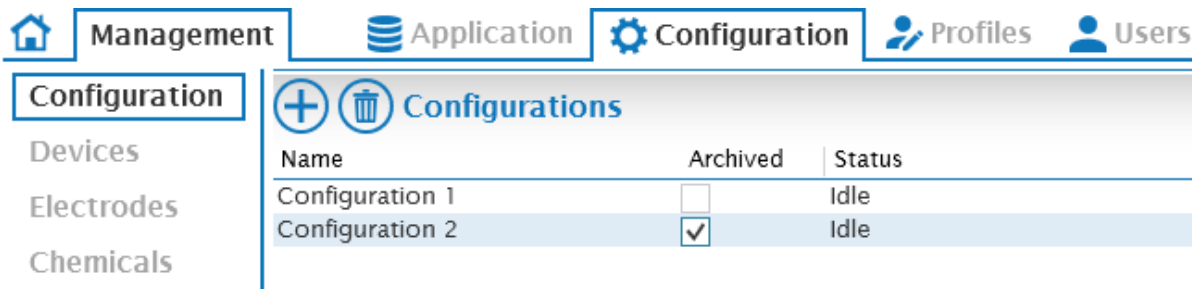 Management Application Configuration Profiles Users
Configuration
Configurations
Devices
Name Archived Status
Configuration 1 Idle
Electrodes
Configuration 2 Idle
Chemicals